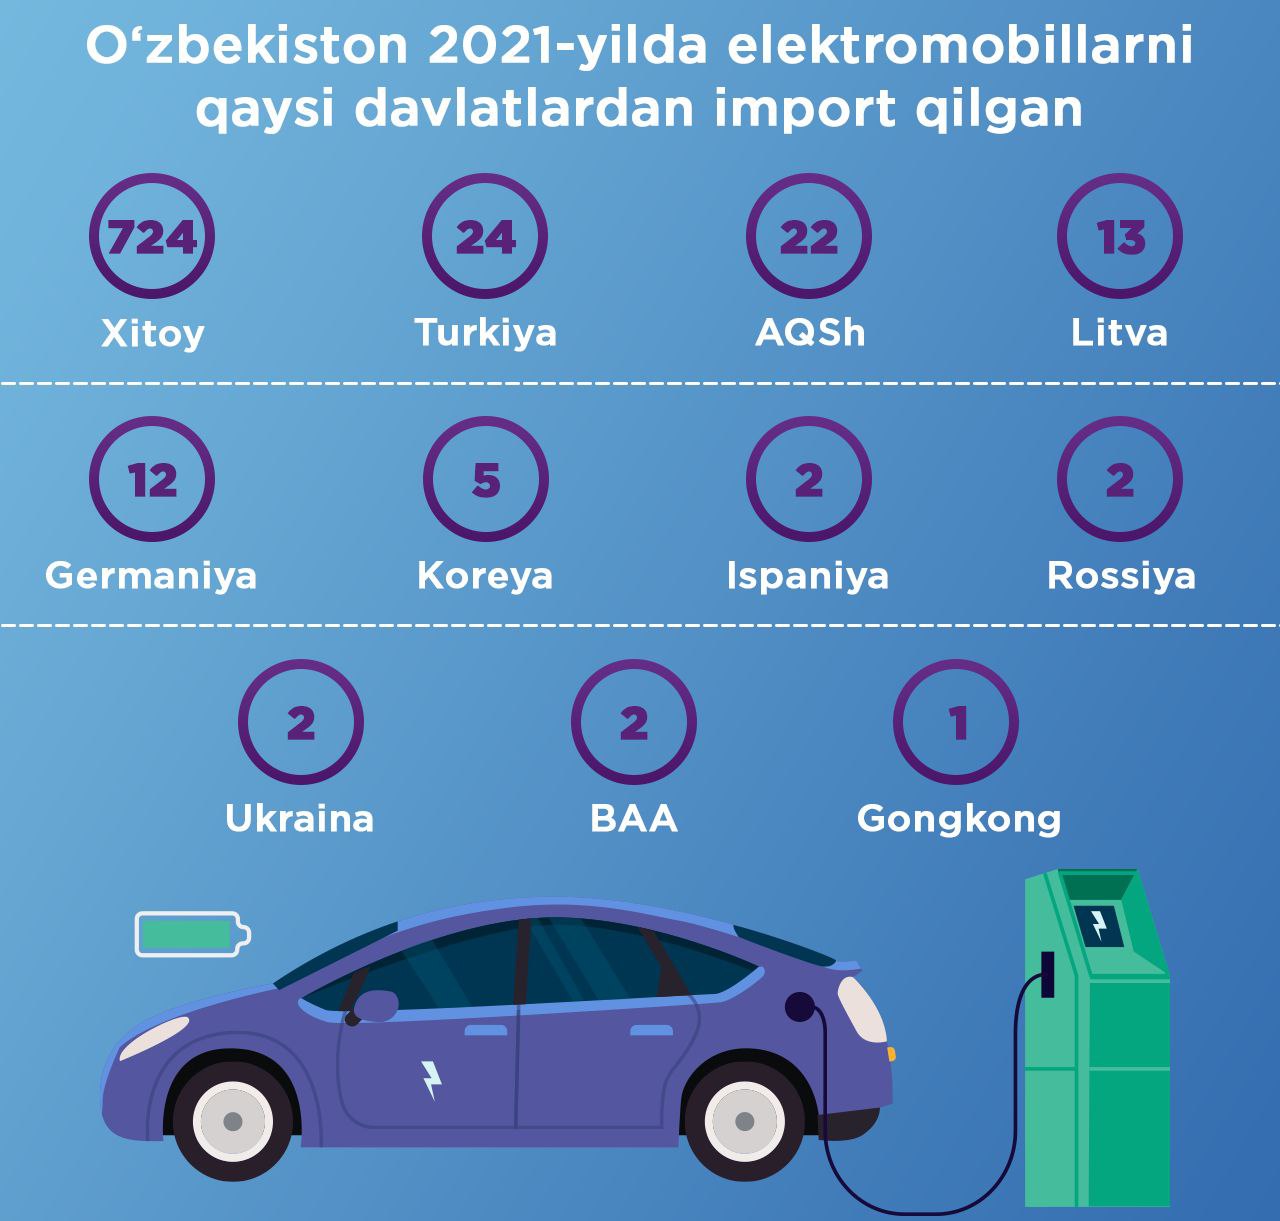 O‘zbekiston 2021-yilda elektromobillarni
qaysi davlatlardan import qilgan
724 24 22 13
Xitoy Turkiya AQSh Litva
12 5 2 2
Germaniya Koreya Ispaniya Rossiya
2 2 1
Ukraina BAA Gongkong